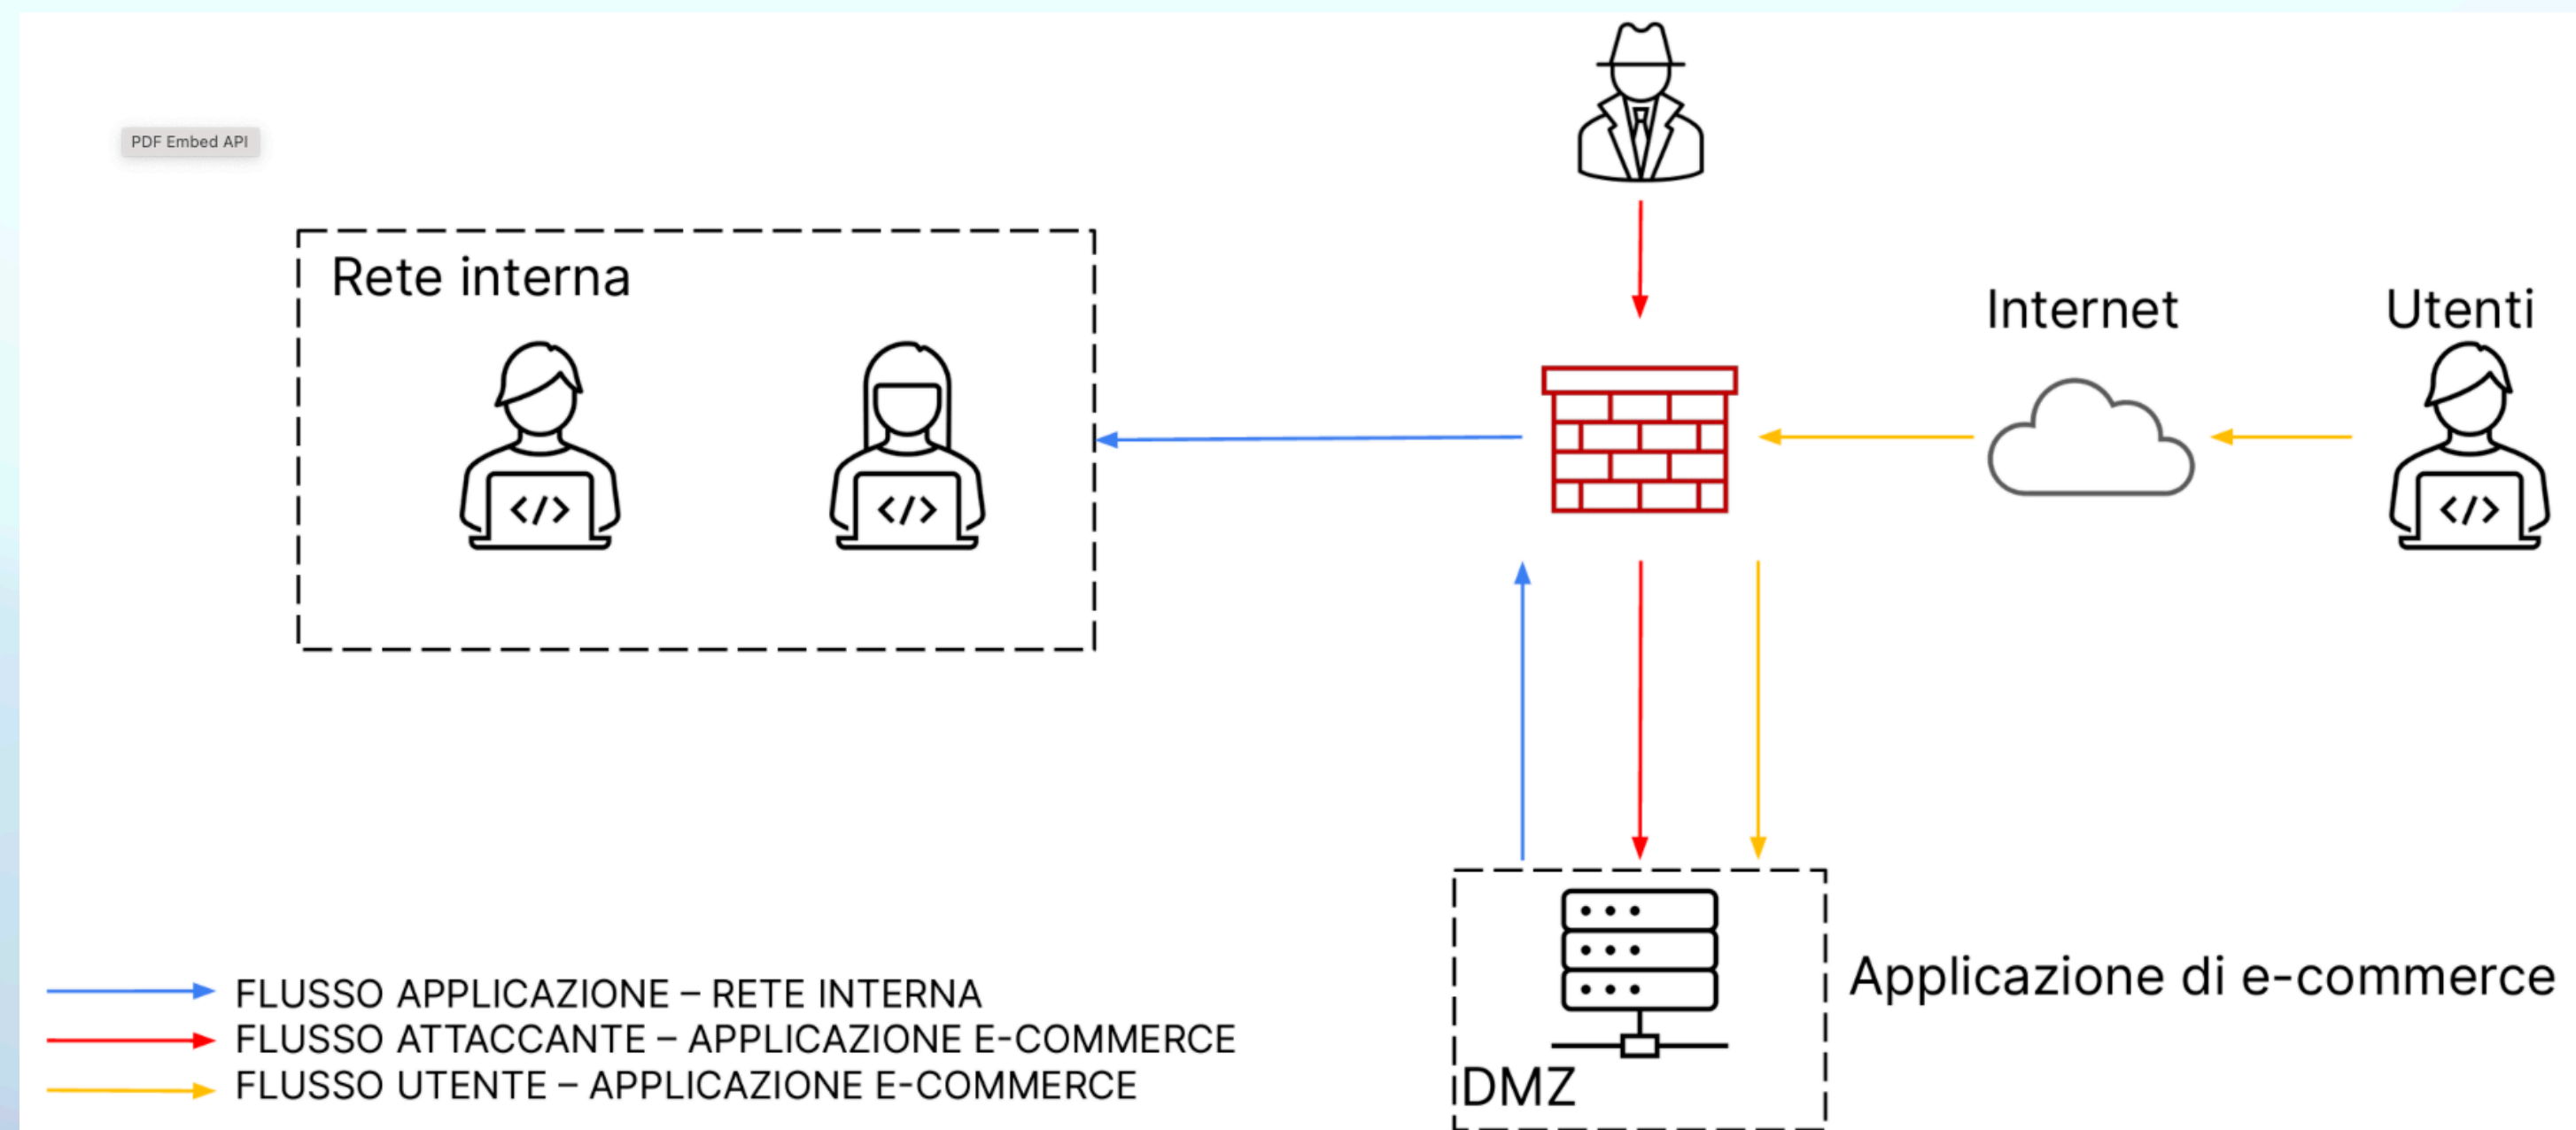 PDF Embed API
Rete interna
Internet
Utenti
</>
</>
</>
Applicazione di e-commerce
FLUSSO APPLICAZIONE – RETE INTERNA
FLUSSO ATTACCANTE – APPLICAZIONE E-COMMERCE
FLUSSO UTENTE – APPLICAZIONE E-COMMERCE
DMZ